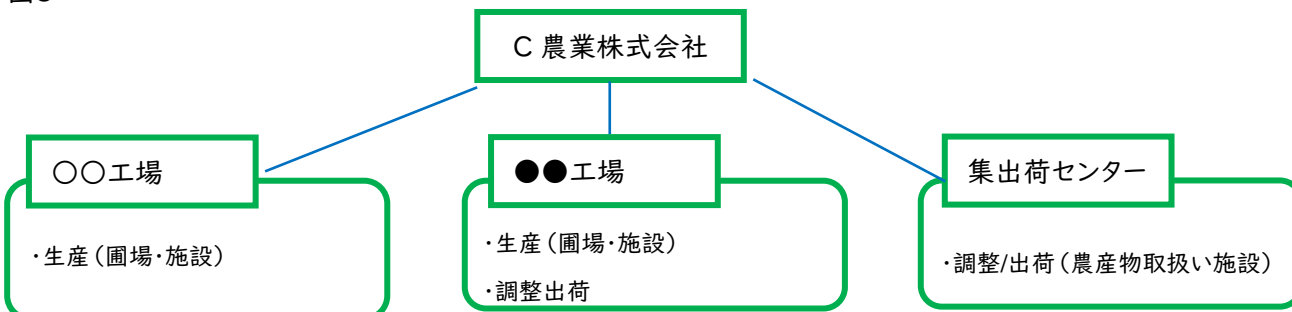 C 農業株式会社
〇〇工場
・生産（圃場・施設）
●●工場
・生産（圃場・施設）
・調整出荷
集出荷センター
・調整/出荷（農産物取扱い施設）